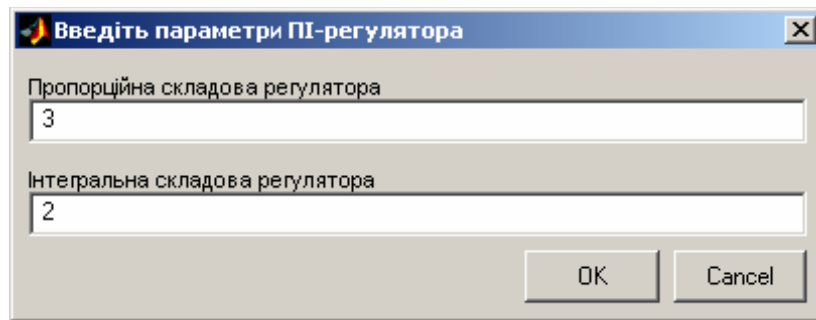 Введіть параметри ПІ-регулятора
Пропорційна складова регулятора
3
Інтегральна складова регулятора
2
OK Cancel